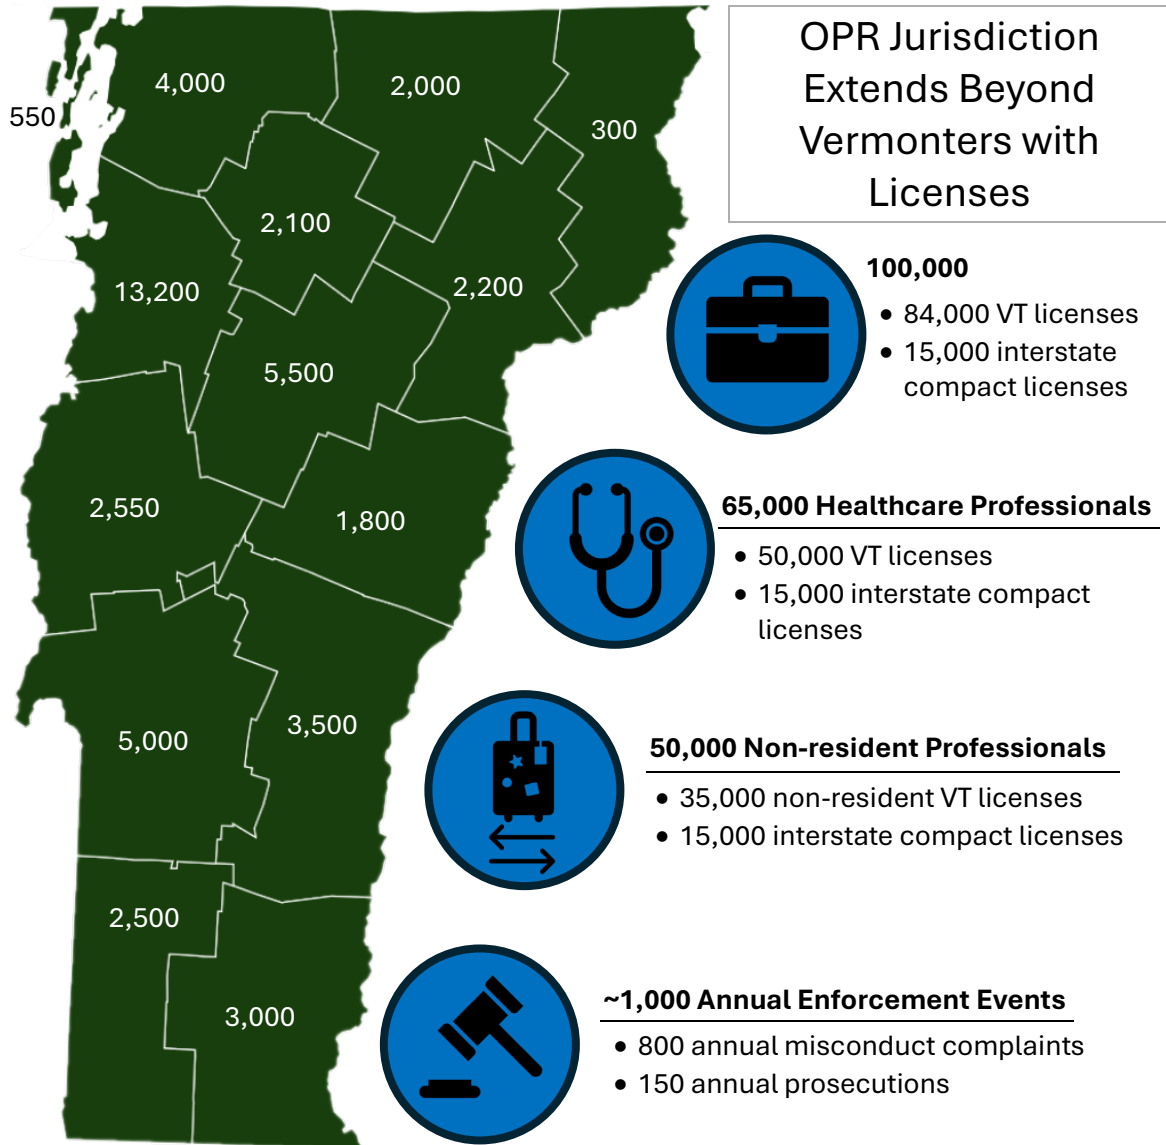 OPR Jurisdiction
Extends Beyond
Vermonters with
Licenses
4,000
2,000
550
300
2,100
13,200
2,200
5,500
2,550
1,800
5,000
3,500
2,500
3,000
100,000
• 84,000 VT licenses
• 15,000 interstate
compact licenses
65,000 Healthcare Professionals
• 50,000 VT licenses
• 15,000 interstate compact
licenses
50,000 Non-resident Professionals
• 35,000 non-resident VT licenses
• 15,000 interstate compact licenses
~1,000 Annual Enforcement Events
• 800 annual misconduct complaints
• 150 annual prosecutions